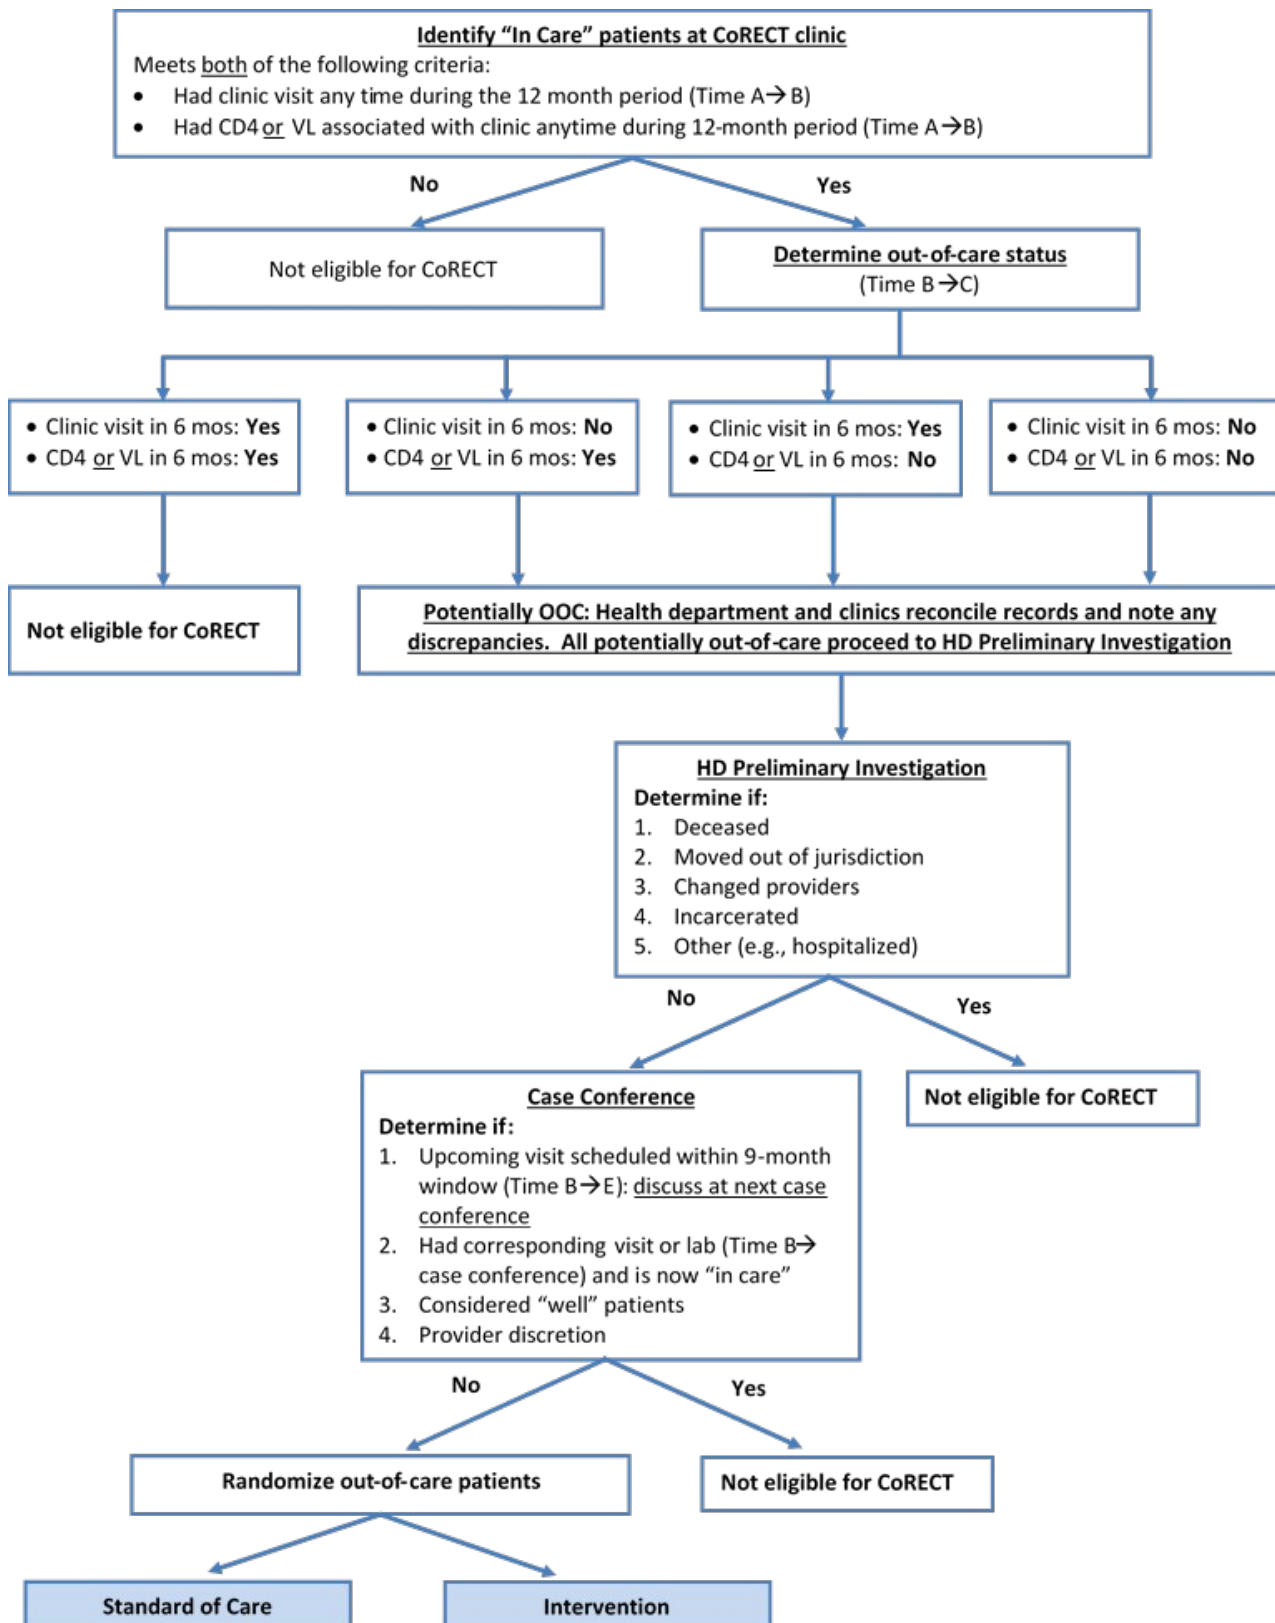 Identify “In Care” patients at CoRECT clinic
Meets both of the following criteria:
• Had clinic visit any time during the 12 month period (Time A→B)
• Had CD4 or VL associated with clinic anytime during 12-month period (Time A→B)
No
Yes
Not eligible for CoRECT
Determine out-of-care status
(Time B→C)
• Clinic visit in 6 mos: Yes
• CD4 or VL in 6 mos: Yes
• Clinic visit in 6 mos: No
• CD4 or VL in 6 mos: Yes
• Clinic visit in 6 mos: Yes
• CD4 or VL in 6 mos: No
• Clinic visit in 6 mos: No
• CD4 or VL in 6 mos: No
Not eligible for CoRECT
Potentially OOC: Health department and clinics reconcile records and note any
discrepancies. All potentially out-of-care proceed to HD Preliminary Investigation
HD Preliminary Investigation
Determine if:
1. Deceased
2. Moved out of jurisdiction
3. Changed providers
4. Incarcerated
5. Other (e.g., hospitalized)
No
Yes
Not eligible for CoRECT
Case Conference
Determine if:
1. Upcoming visit scheduled within 9-month
window (Time B→E): discuss at next case
conference
2. Had corresponding visit or lab (Time B→
case conference) and is now “in care”
3. Considered “well” patients
4. Provider discretion
No
Yes
Randomize out-of-care patients
Not eligible for CoRECT
Standard of Care
Intervention